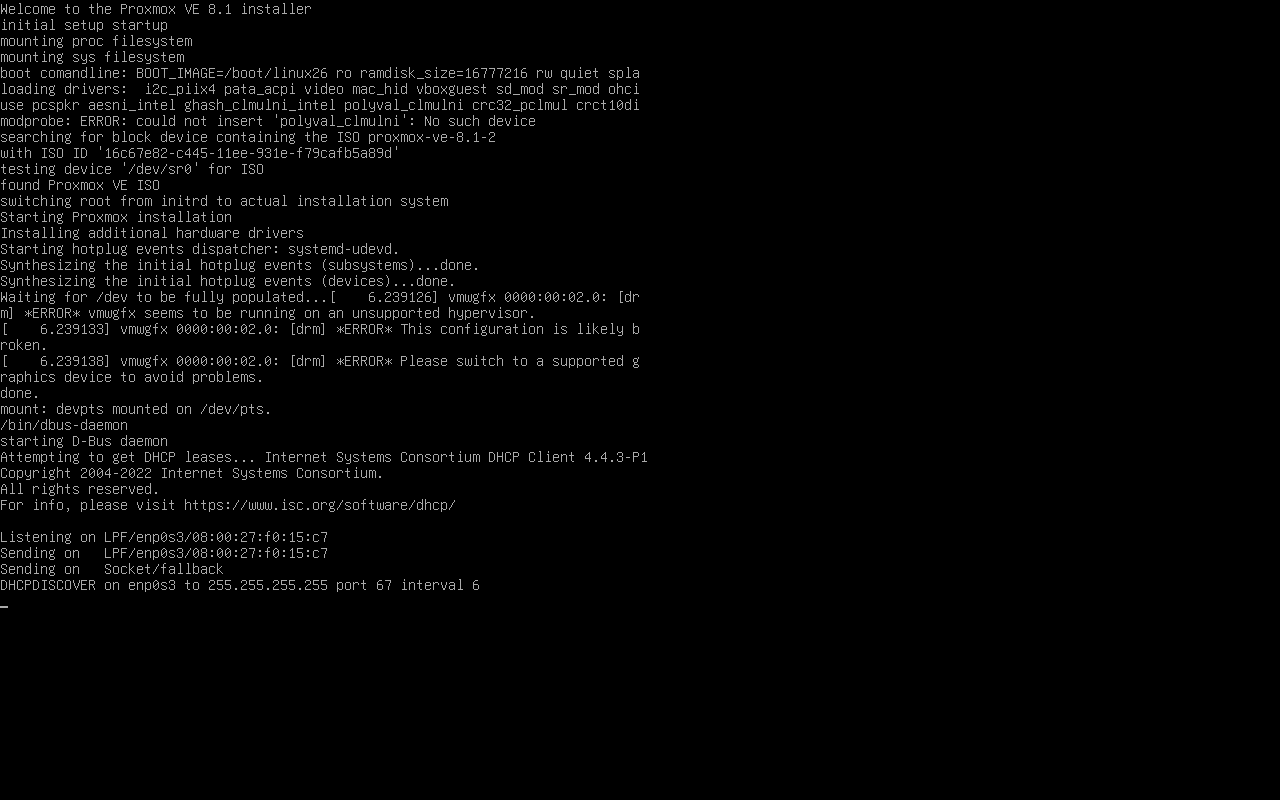 Welcome to the Proxmox VE 8.1 installer
initial setup startup
mounting proc filesystem
mounting sys filesystem
boot comandline: BOOT_IMAGE=/boot/linux26 ro ramdisk_size=16777216 rw quiet spla
loading drivers:  i2c_piix4 pata_acpi video mac_hid vboxguest sd_mod sr_mod ohci
use pcspkr aesni_intel ghash_clmulni_intel polyval_clmulni crc32_pclmul crct10di
modprobe: ERROR: could not insert 'polyval_clmulni': No such device
searching for block device containing the ISO proxmox-ve-8.1-2
with ISO ID '16c67e82-c445-11ee-931e-f79cafb5a89d'
testing device '/dev/sr0' for ISO
found Proxmox VE ISO
switching root from initrd to actual installation system
Starting Proxmox installation
Installing additional hardware drivers
Starting hotplug events dispatcher: systemd-udevd.
Synthesizing the initial hotplug events (subsystems)...done.
Synthesizing the initial hotplug events (devices)...done.
Waiting for /dev to be fully populated...[    6.239126] vmwgfx 0000:00:02.0: [dr
m] *ERROR* vmwgfx seems to be running on an unsupported hypervisor.
[    6.239133] vmwgfx 0000:00:02.0: [drm] *ERROR* This configuration is likely b
roken.
[    6.239138] vmwgfx 0000:00:02.0: [drm] *ERROR* Please switch to a supported g
raphics device to avoid problems.
done.
mount: devpts mounted on /dev/pts.
/bin/dbus-daemon
starting D-Bus daemon
Attempting to get DHCP leases... Internet Systems Consortium DHCP Client 4.4.3-P1
Copyright 2004-2022 Internet Systems Consortium.
All rights reserved.
For info, please visit https://www.isc.org/software/dhcp/

Listening on LPF/enp0s3/08:00:27:f0:15:c7
Sending on   LPF/enp0s3/08:00:27:f0:15:c7
Sending on   Socket/fallback
DHCPDISCOVER on enp0s3 to 255.255.255.255 port 67 interval 6